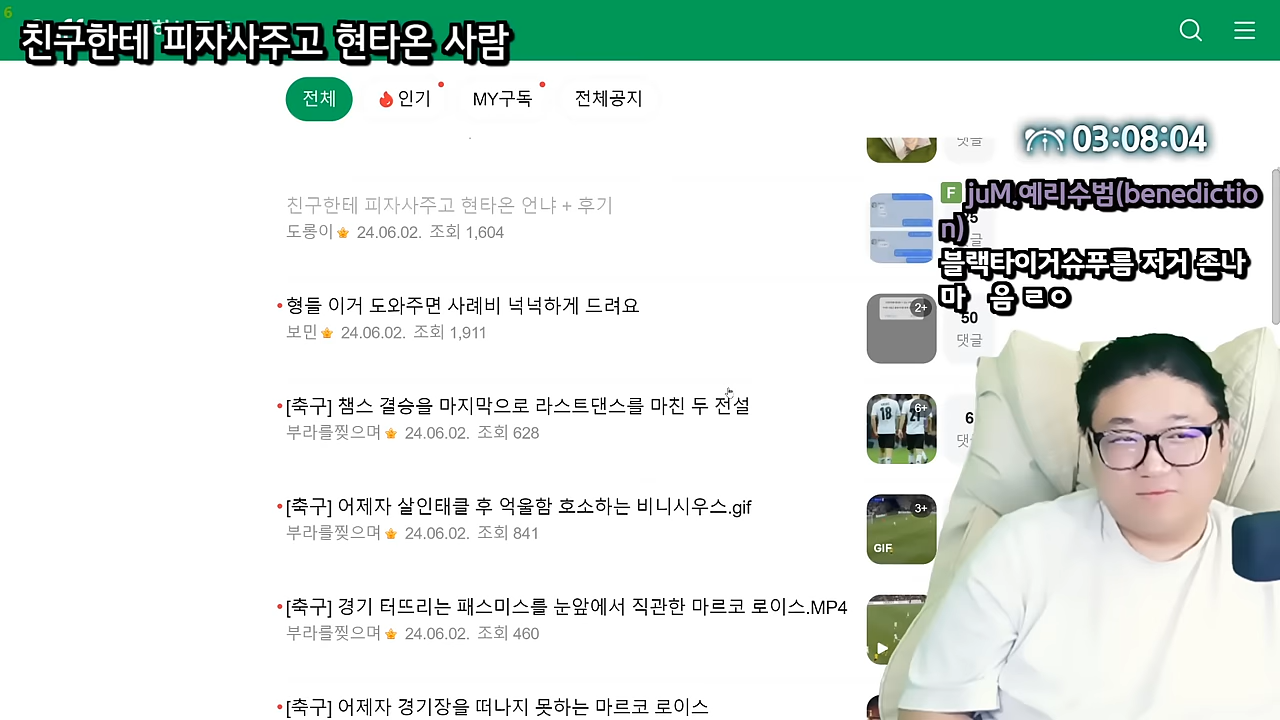 6
친구한테 피자사주고 현타온 사람
전체
인기
MY구독
전체공지
댓글
03:08:04
친구한테 피자사주고 현타온 언냐 + 후기
도롱이 24.06.02. 조회 1,604
F juM.예리수범(benedictio
n)
블랙타이거슈푸름 저거 존나
마 음 ㄹㅇ
형들 이거 도와주면 사례비 넉넉하게 드려요
보민 24.06.02. 조회 1,911
2+
50
댓글
[축구] 챔스 결승을 마지막으로 라스트댄스를 마친 두 전설
부라를찢으며 24.06.02. 조회 628
18
6+
[축구] 어제자 살인태클 후 억울함 호소하는 비니시우스.gif
부라를찢으며 24.06.02. 조회 841
3+
GIF
[축구] 경기 터뜨리는 패스미스를 눈앞에서 직관한 마르코 로이스.MP4
부라를찢으며 24.06.02. 조회 460
[축구] 어제자 경기장을 떠나지 못하는 마르코 로이스